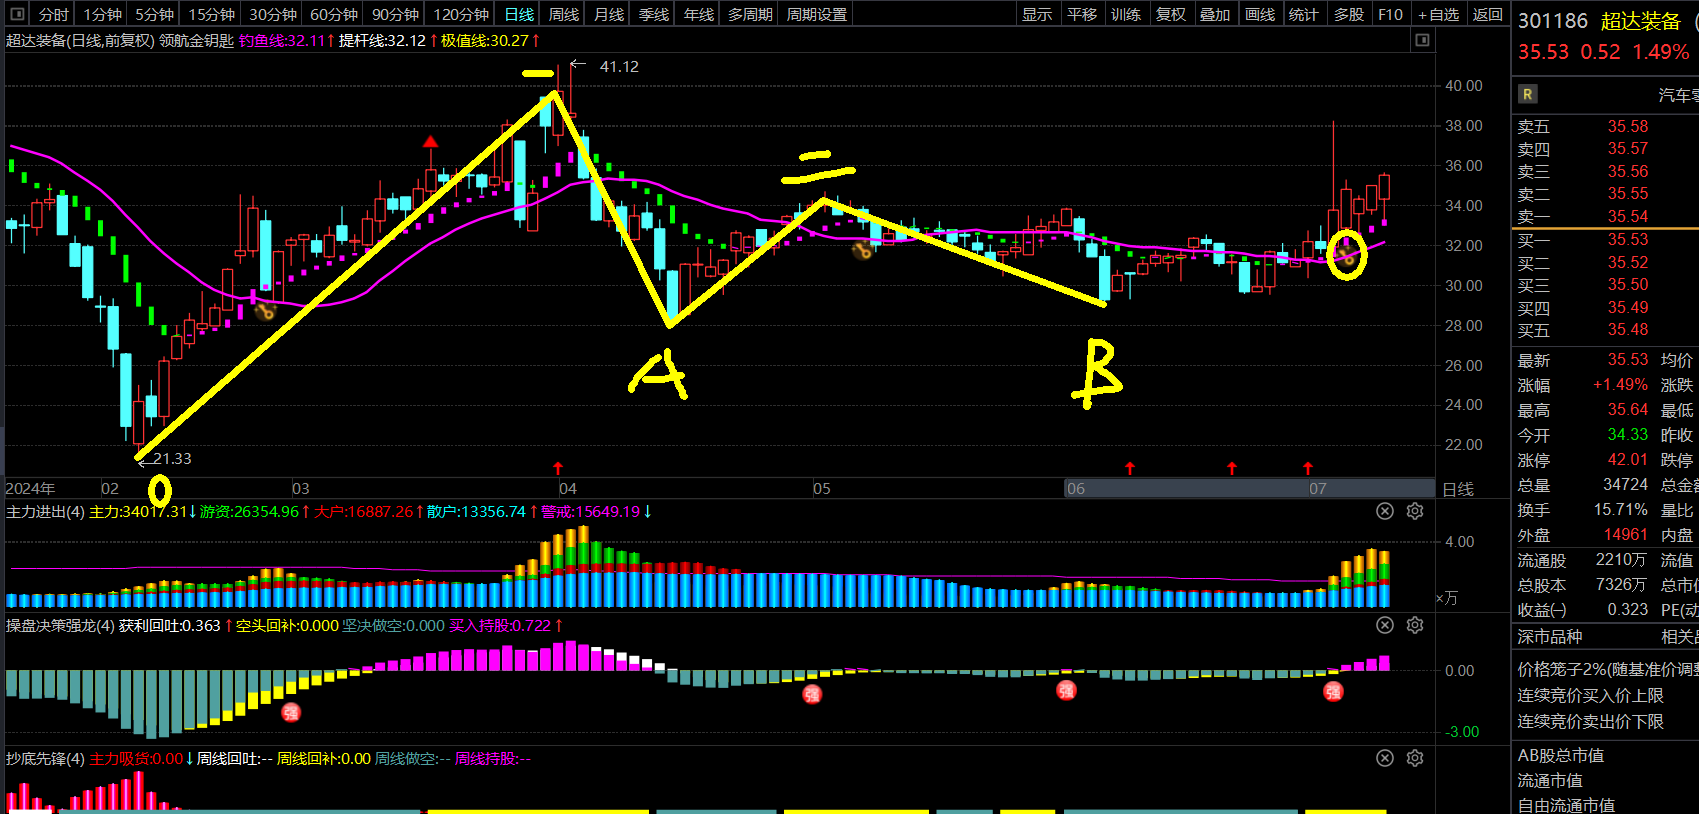 分时 1分钟 5分钟 15分钟 30分钟 60分钟 90分钟 120分钟 日线 周线 月线 季线 年线 多周期 周期设置 显示 平移 训练 复权 叠加 画线 统计 多股 F10 +自选 返回
超达装备(日线,前复权) 领航金钥匙 钓鱼线:32.11↑ 提杆线:32.12↑ 极值线:30.27↑
301186 超达装备 (
35.53 0.52 1.49%
R 汽车零
41.12
一
二
A
B
21.33
0
40.00
38.00
36.00
34.00
32.00
30.00
28.00
26.00
24.00
22.00
2024年 02 03 04 05 06 07 日线
主力进出(4) 主力:34017.31↓ 游资:26354.96↑ 大户:16887.26↑ 散户:13356.74↑ 警戒:15649.19↓
4.00
×万
操盘决策强龙(4) 获利回吐:0.363↑ 空头回补:0.000 坚决做空:0.000 买入持股:0.722↑
强 强 强 强
0.00
-3.00
抄底先锋(4) 主力吸货:0.00↓ 周线回吐:-- 周线回补:0.00 周线做空:-- 周线持股:--
卖五 35.58
卖四 35.57
卖三 35.56
卖二 35.55
卖一 35.54
买一 35.53
买二 35.52
买三 35.50
买四 35.49
买五 35.48
最新 35.53 均价
涨幅 +1.49% 涨跌
最高 35.64 最低
今开 34.33 昨收
涨停 42.01 跌停
总量 34724 总金额
换手 15.71% 量比
外盘 14961 内盘
流通股 2210万 流值
总股本 7326万 总市值
收益(一) 0.323 PE(动
深市品种 相关品
价格笼子2%(随基准价调整
连续竞价买入价上限
连续竞价卖出价下限
AB股总市值
流通市值
自由流通市值